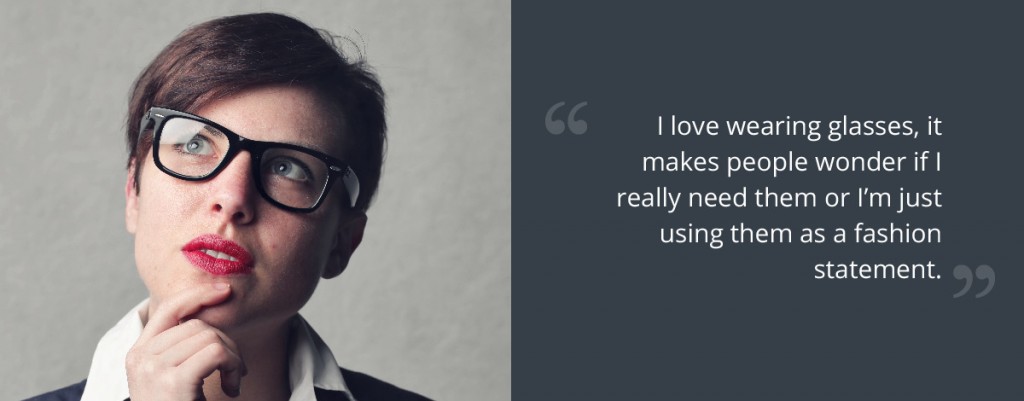 “ I love wearing glasses, it
makes people wonder if I
really need them or I’m just
using them as a fashion
statement. ”